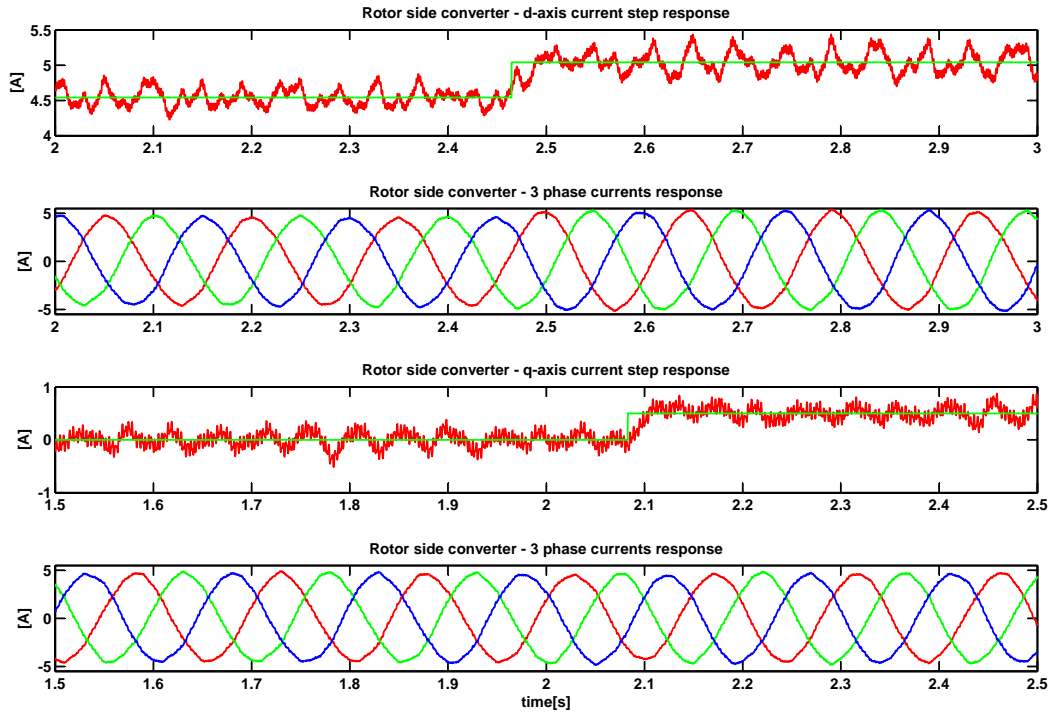 Rotor side converter - d-axis current step response
[A]
5.5
5
4.5
4
2 2.1 2.2 2.3 2.4 2.5 2.6 2.7 2.8 2.9 3
Rotor side converter - 3 phase currents response
[A]
5
0
-5
2 2.1 2.2 2.3 2.4 2.5 2.6 2.7 2.8 2.9 3
Rotor side converter - q-axis current step response
[A]
1
0
-1
1.5 1.6 1.7 1.8 1.9 2 2.1 2.2 2.3 2.4 2.5
Rotor side converter - 3 phase currents response
[A]
5
0
-5
1.5 1.6 1.7 1.8 1.9 2 2.1 2.2 2.3 2.4 2.5
time[s]